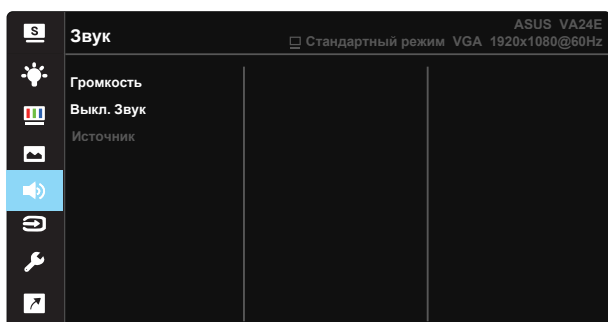 S
Звук
ASUS VA24E
Стандартный режим VGA 1920x1080@60Hz
Громкость
Выкл. Звук
Источник